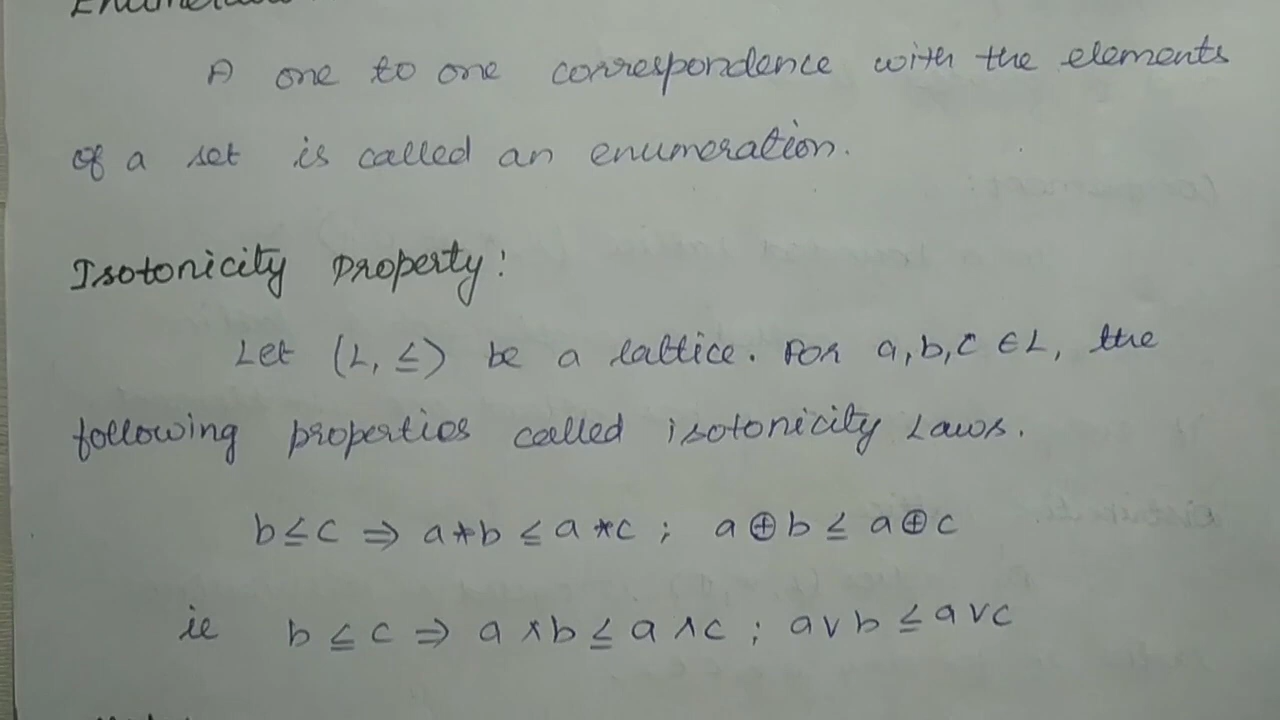 A one to one correspondence with the elements
of a set is called an enumeration.
Isotonicity Property:
Let (L, ≤) be a lattice. For a, b, c ∈ L, the
following properties called isotonicity Laws.
b ≤ c ⇒ a * b ≤ a * c ; a ⊕ b ≤ a ⊕ c
ie b ≤ c ⇒ a ∧ b ≤ a ∧ c ; a ∨ b ≤ a ∨ c